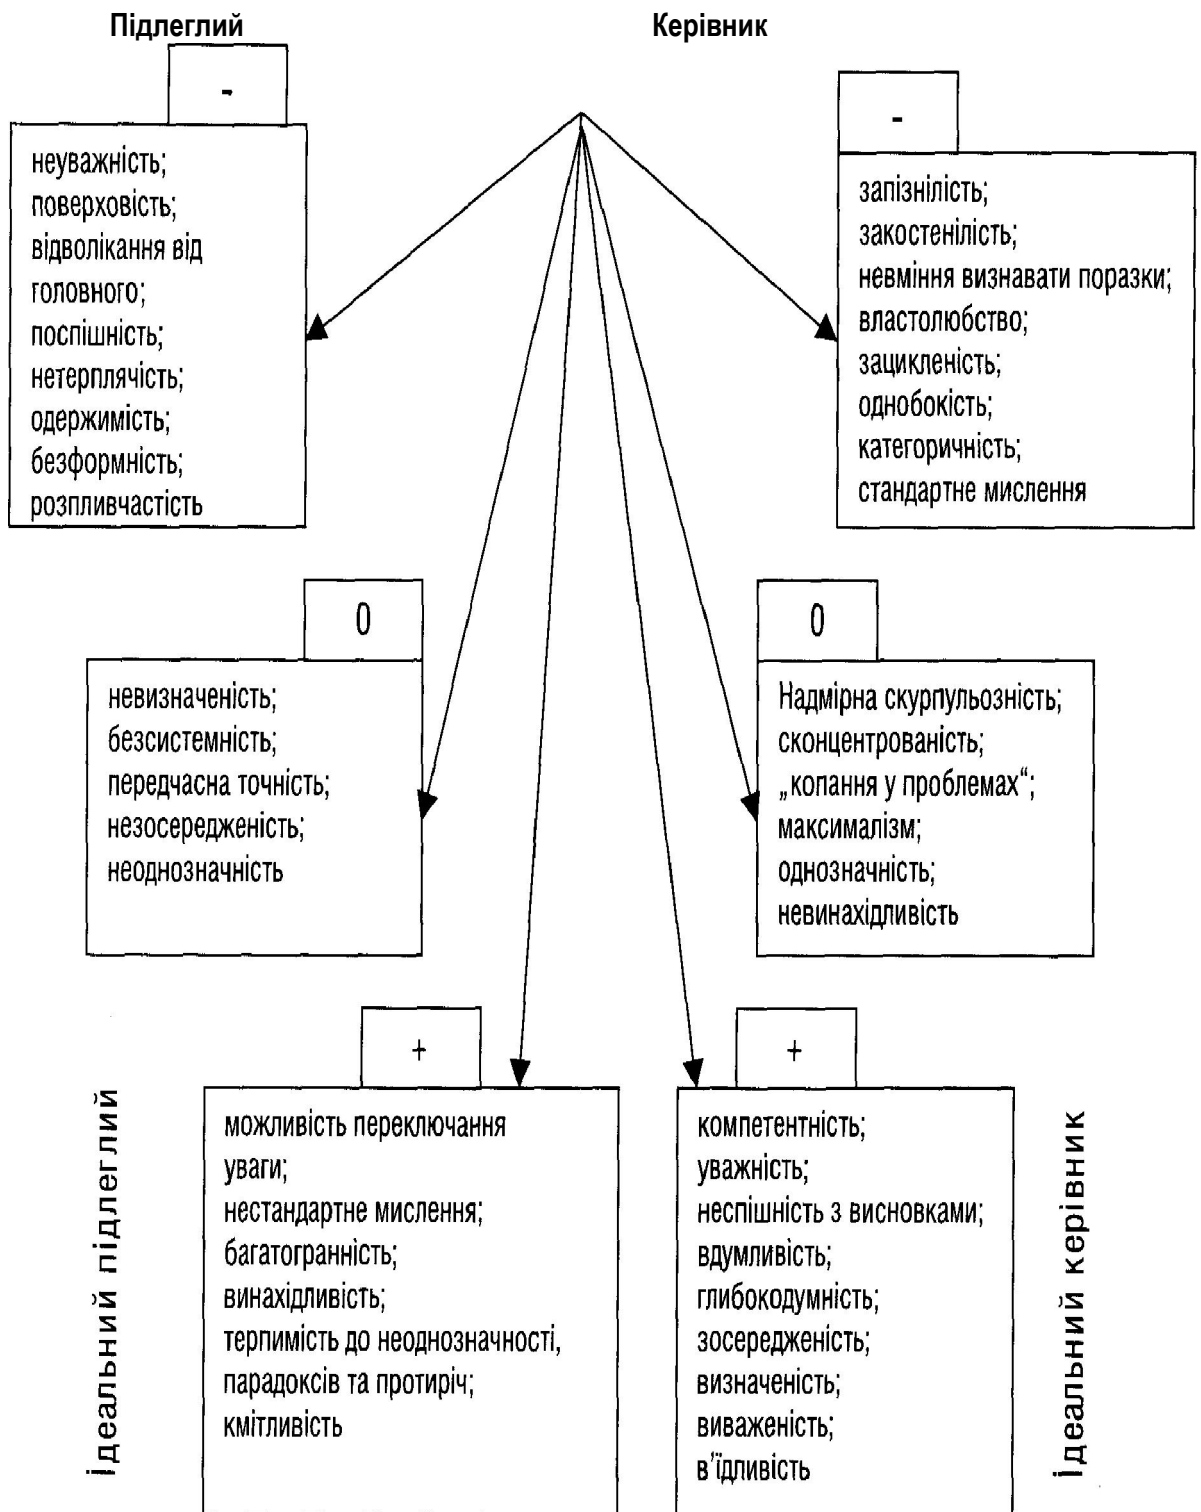 Підлеглий
Керівник
-
неуважність;
поверховість;
відволікання від
головного;
поспішність;
нетерплячість;
одержимість;
безформність;
розпливчастість
-
запізнілість;
закостенілість;
невміння визнавати поразки;
властолюбство;
зацикленість;
однобокість;
категоричність;
стандартне мислення
0
невизначеність;
безсистемність;
передчасна точність;
незосередженість;
неоднозначність
0
Надмірна скурпульозність;
сконцентрованість;
„копання у проблемах“;
максималізм;
однозначність;
невинахідливість
Ідеальний підлеглий
+
можливість переключання
уваги;
нестандартне мислення;
багатогранність;
винахідливість;
терпимість до неоднозначності,
парадоксів та протиріч;
кмітливість
+
компетентність;
уважність;
неспішність з висновками;
вдумливість;
глибокодумність;
зосередженість;
визначеність;
виваженість;
в’їдливість
Ідеальний керівник